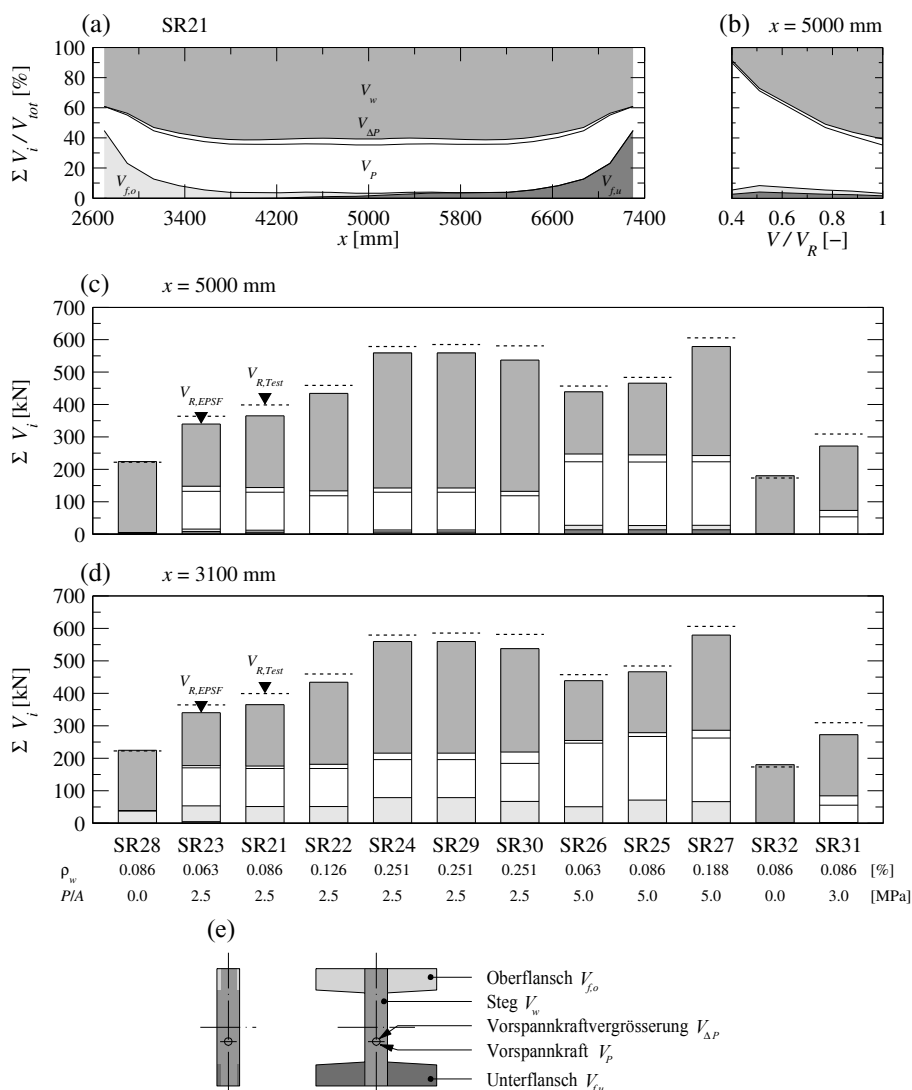 (a) SR21
(b) x = 5000 mm
Σ V_i / V_tot [%]
100
80
60
40
20
0
V_w
V_ΔP
V_P
V_f,o
V_f,u
2600 3400 4200 5000 5800 6600 7400
x [mm]
0.4 0.6 0.8 1
V/V_R [–]
(c) x = 5000 mm
Σ V_i [kN]
700
600
500
400
300
200
100
0
V_R,EPSF
V_R,Test
(d) x = 3100 mm
Σ V_i [kN]
700
600
500
400
300
200
100
0
V_R,EPSF
V_R,Test
SR28 SR23 SR21 SR22 SR24 SR29 SR30 SR26 SR25 SR27 SR32 SR31
ρ_w 0.086 0.063 0.086 0.126 0.251 0.251 0.251 0.063 0.086 0.188 0.086 0.086 [%]
P/A 0.0 2.5 2.5 2.5 2.5 2.5 2.5 5.0 5.0 5.0 0.0 3.0 [MPa]
(e)
Oberflansch V_f,o
Steg V_w
Vorspannkraftvergrösserung V_ΔP
Vorspannkraft V_P
Unterflansch V_f,u